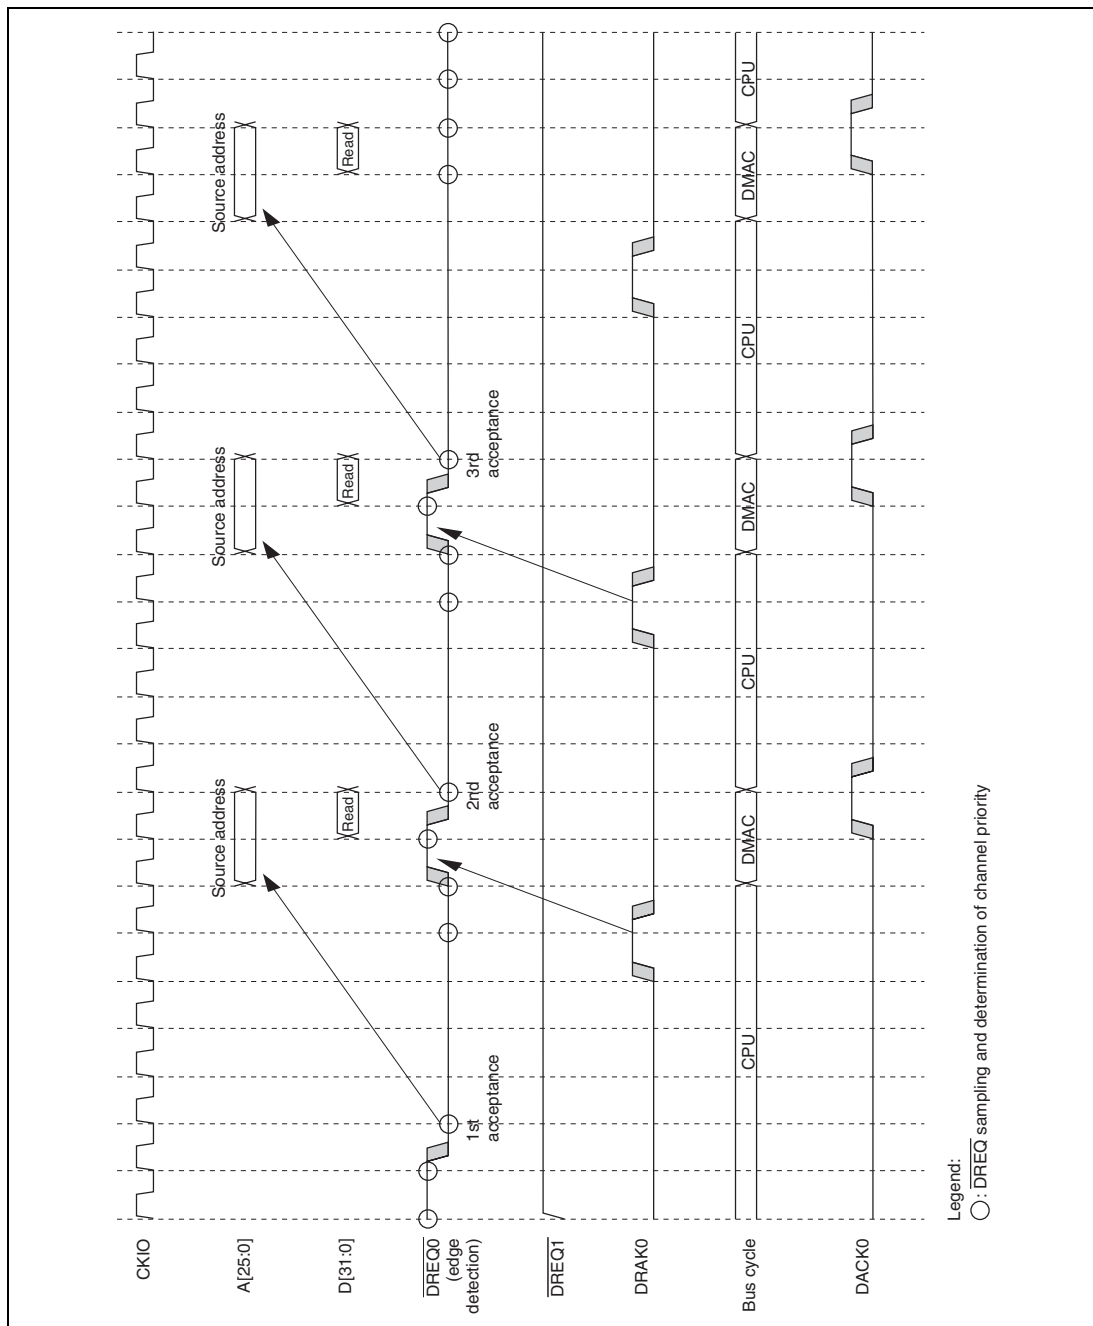 CKIO
A[25:0]
Source address
Source address
Source address
D[31:0]
Read
Read
Read
DREQ0
(edge
detection)
1st
acceptance
2nd
acceptance
3rd
acceptance
DREQ1
DRAK0
Bus cycle
CPU
DMAC
CPU
DMAC
CPU
DMAC
CPU
DACK0
Legend:
○: DREQ sampling and determination of channel priority